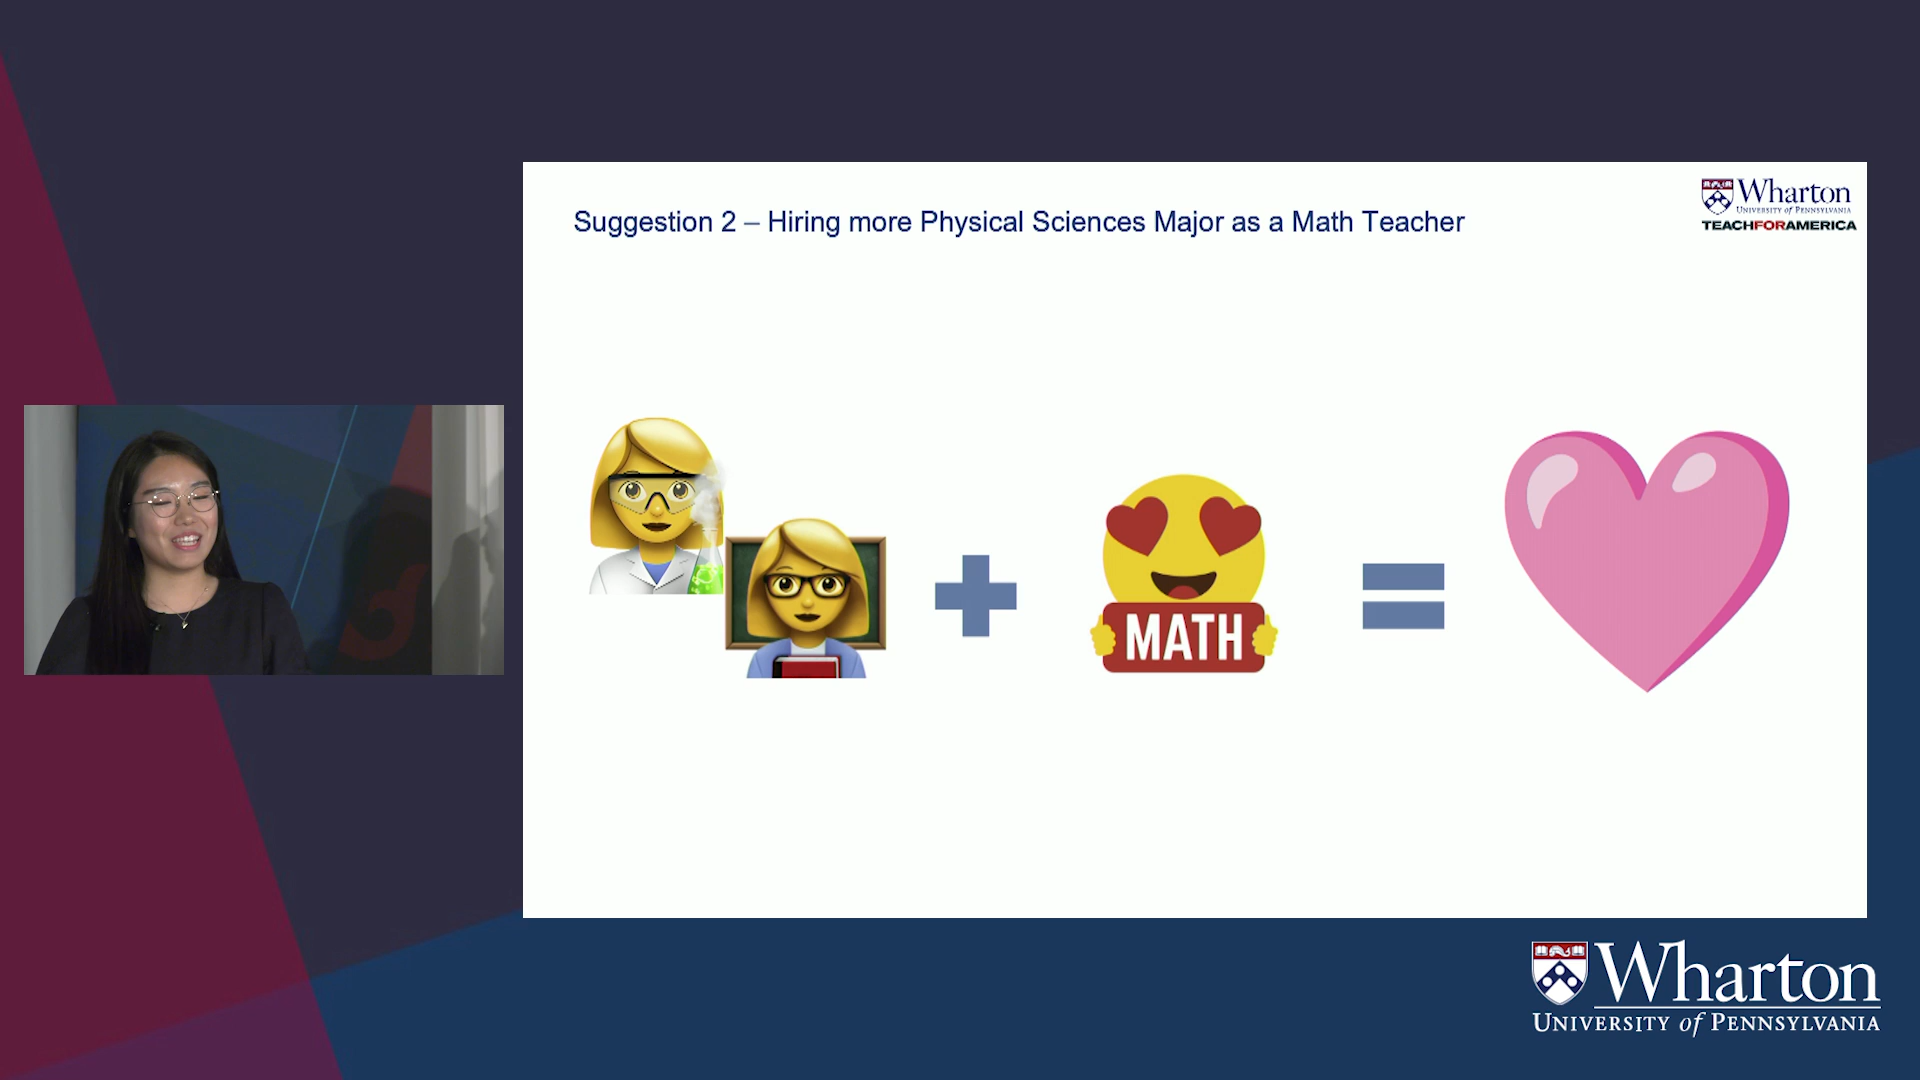 Suggestion 2 – Hiring more Physical Sciences Major as a Math Teacher
Wharton
UNIVERSITY of PENNSYLVANIA
TEACHFORAMERICA
MATH
Wharton
UNIVERSITY of PENNSYLVANIA